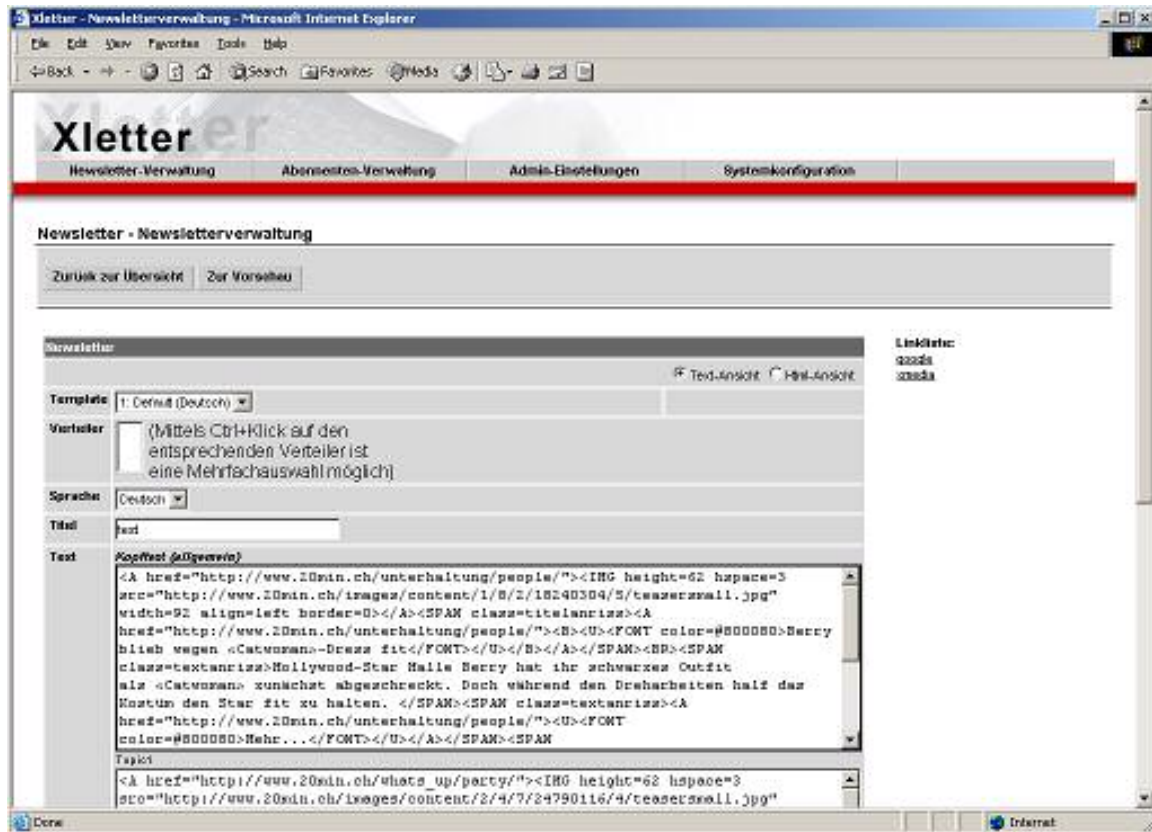 Xletter - Newsletterverwaltung - Microsoft Internet Explorer
File Edit View Favorites Tools Help
Back Search Favorites Media
Xletter
Newsletter-Verwaltung Abonnenten-Verwaltung Admin-Einstellungen Systemkonfiguration
Newsletter - Newsletterverwaltung
Zurück zur Übersicht Zur Vorschau
Newsletter
Linkliste:
google
xmedia
Text-Ansicht Html-Ansicht
Template 1: Default (Deutsch)
Verteiler (Mittels Ctrl+Klick auf den
entsprechenden Verteiler ist
eine Mehrfachauswahl möglich)
Sprache Deutsch
Titel test
Text Kopftext (allgemein)
<A href="http://www.20min.ch/unterhaltung/people/"><IMG height=62 hspace=3
src="http://www.20min.ch/images/content/1/8/2/18240304/5/teasersmall.jpg"
width=92 align=left border=0></A><SPAN class=titelanriss><A
href="http://www.20min.ch/unterhaltung/people/"><B><U><FONT color=#800080>Berry
blieb wegen «Catwoman»-Dress fit</FONT></U></B></A></SPAN><BR><SPAN
class=textanriss>Hollywood-Star Halle Berry hat ihr schwarzes Outfit
als «Catwoman» zunächst abgeschreckt. Doch während den Dreharbeiten half das
Kostüm den Star fit zu halten. </SPAN><SPAN class=textanriss><A
href="http://www.20min.ch/unterhaltung/people/"><U><FONT
color=#800080>Mehr...</FONT></U></A></SPAN><SPAN
Topic1
<A href="http://www.20min.ch/whats_up/party/"><IMG height=62 hspace=3
src="http://www.20min.ch/images/content/2/4/7/24790116/4/teasersmall.jpg"
Done Internet